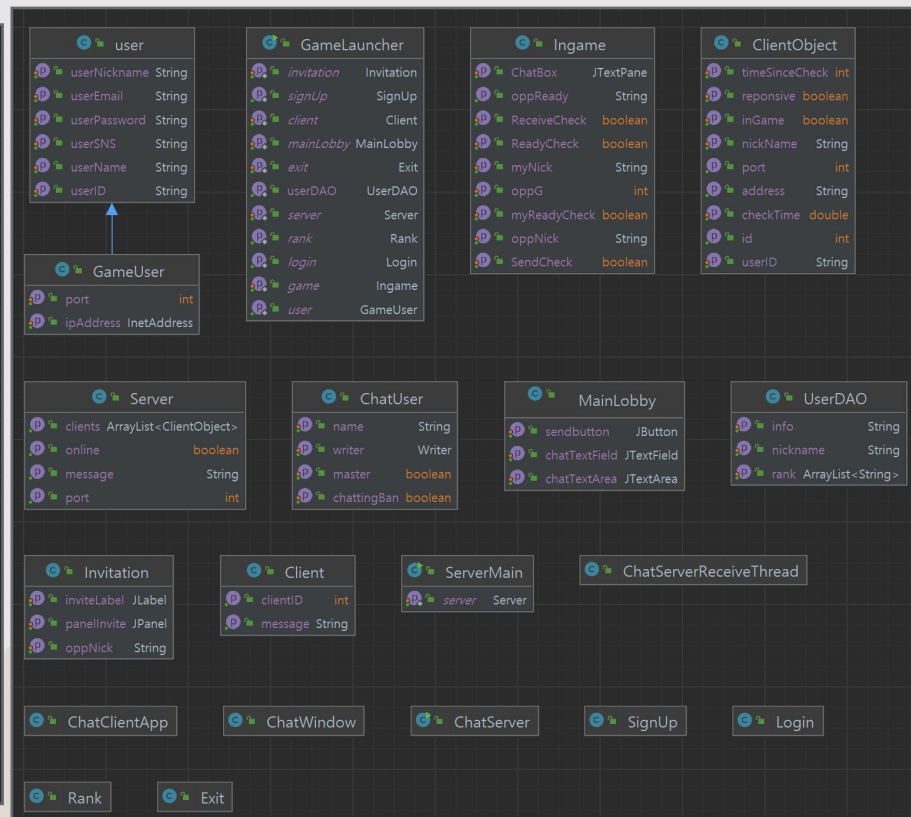 user
userNickname String
userEmail String
userPassword String
userSNS String
userName String
userID String
GameUser
port int
ipAddress InetAddress
GameLauncher
invitation Invitation
signUp SignUp
client Client
mainLobby MainLobby
exit Exit
userDAO UserDAO
server Server
rank Rank
login Login
game Ingame
user GameUser
Ingame
ChatBox JTextPane
oppReady String
ReceiveCheck boolean
ReadyCheck boolean
myNick String
oppG int
myReadyCheck boolean
oppNick String
SendCheck boolean
ClientObject
timeSinceCheck int
reponsive boolean
inGame boolean
nickName String
port int
address String
checkTime double
id int
userID String
Server
clients ArrayList<ClientObject>
online boolean
message String
port int
ChatUser
name String
writer Writer
master boolean
chattingBan boolean
MainLobby
sendbutton JButton
chatTextField JTextField
chatTextArea JTextArea
UserDAO
info String
nickname String
rank ArrayList<String>
Invitation
inviteLabel JLabel
panelInvite JPanel
oppNick String
Client
clientID int
message String
ServerMain
server Server
ChatServerReceiveThread
ChatClientApp
ChatWindow
ChatServer
SignUp
Login
Rank
Exit